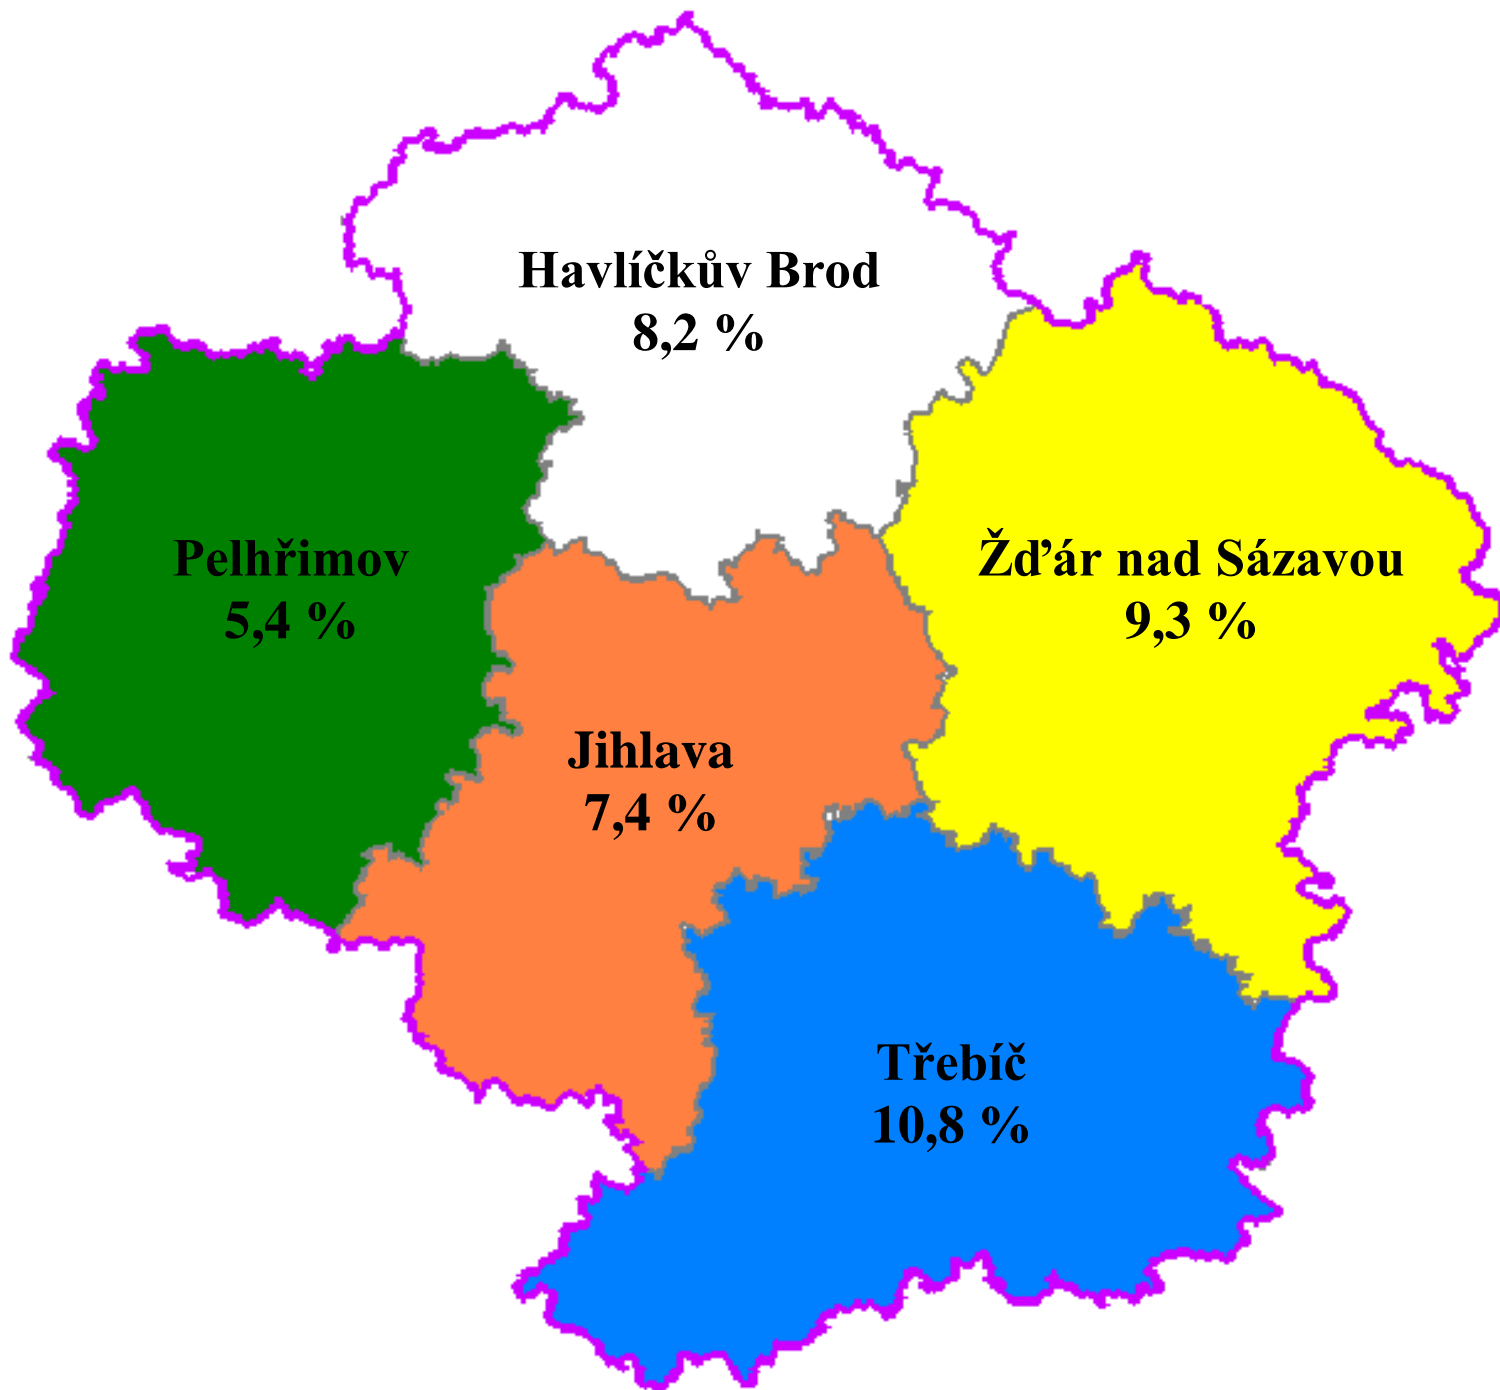 Havlíčkův Brod
8,2 %
Pelhřimov
5,4 %
Žďár nad Sázavou
9,3 %
Jihlava
7,4 %
Třebíč
10,8 %